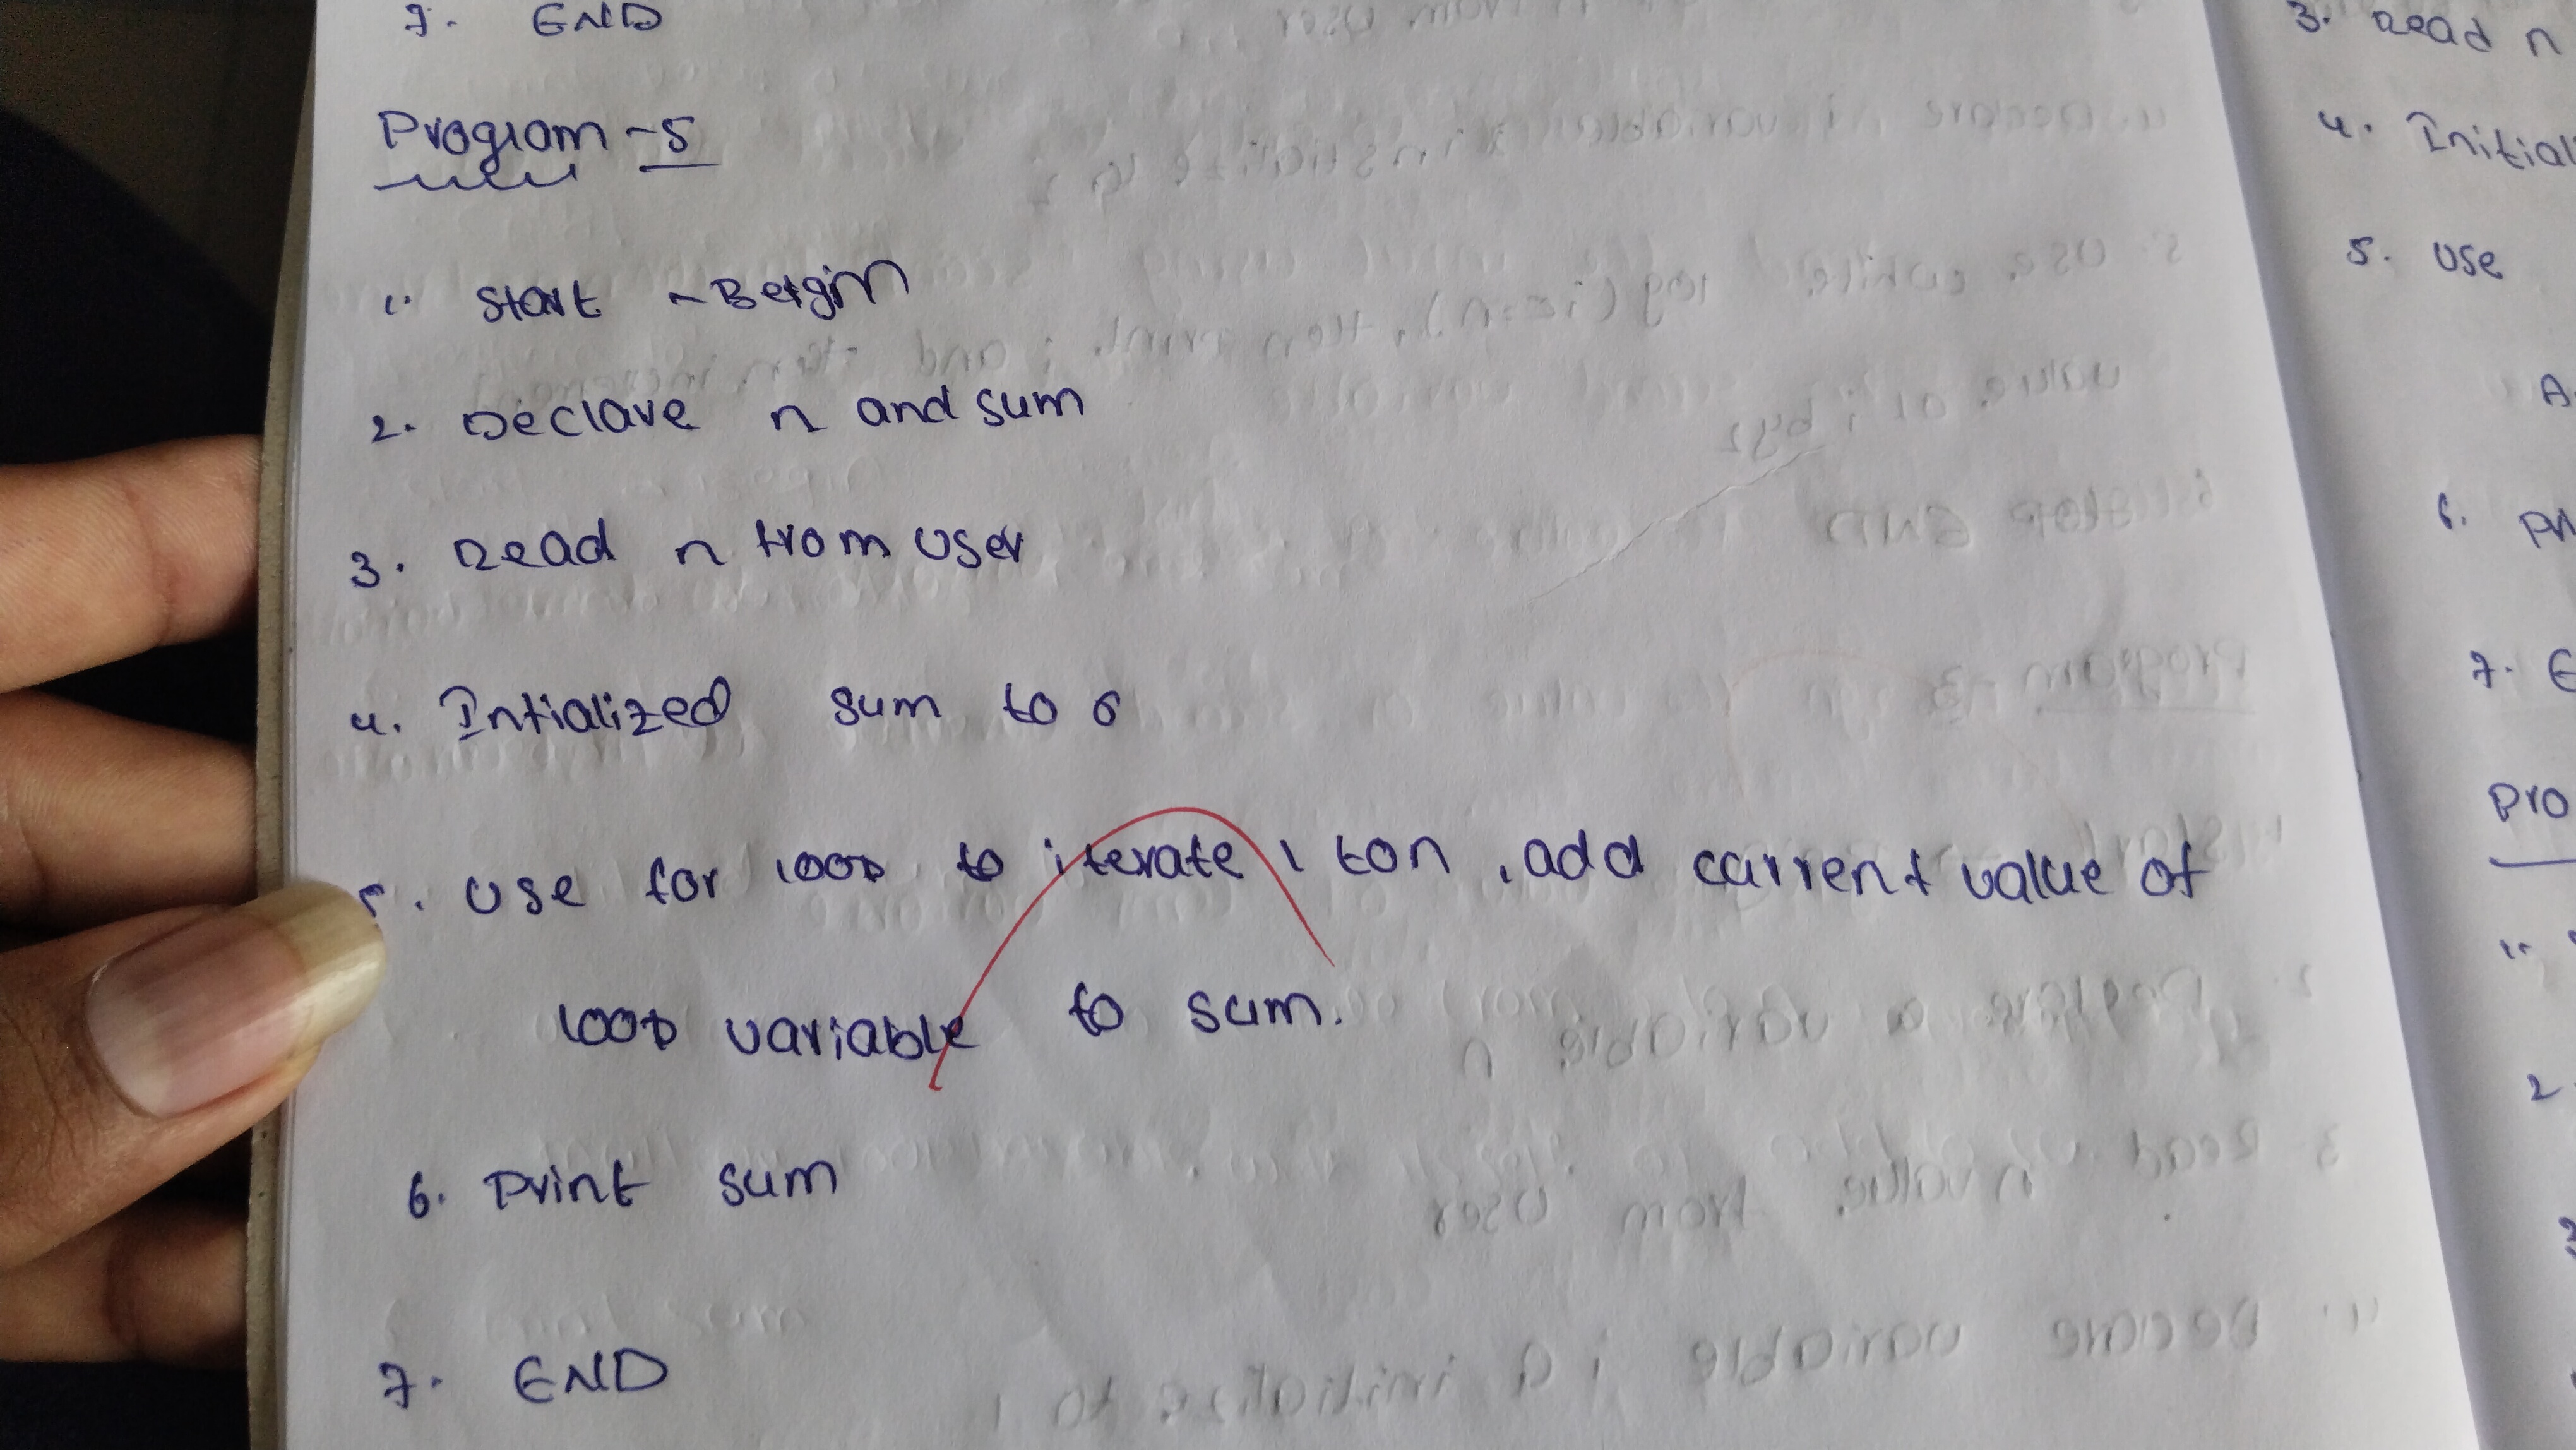 7. END
Program - 5
1. Start - Begin
2. Declare n and sum
3. Read n from user
4. Intialized sum to 0
5. Use for loop to iterate 1 to n, add current value of
loop variable to sum.
6. Print sum
7. END
3. Read n
4. Initial
5. Use
6.
7. E
Pro
1.
2
3